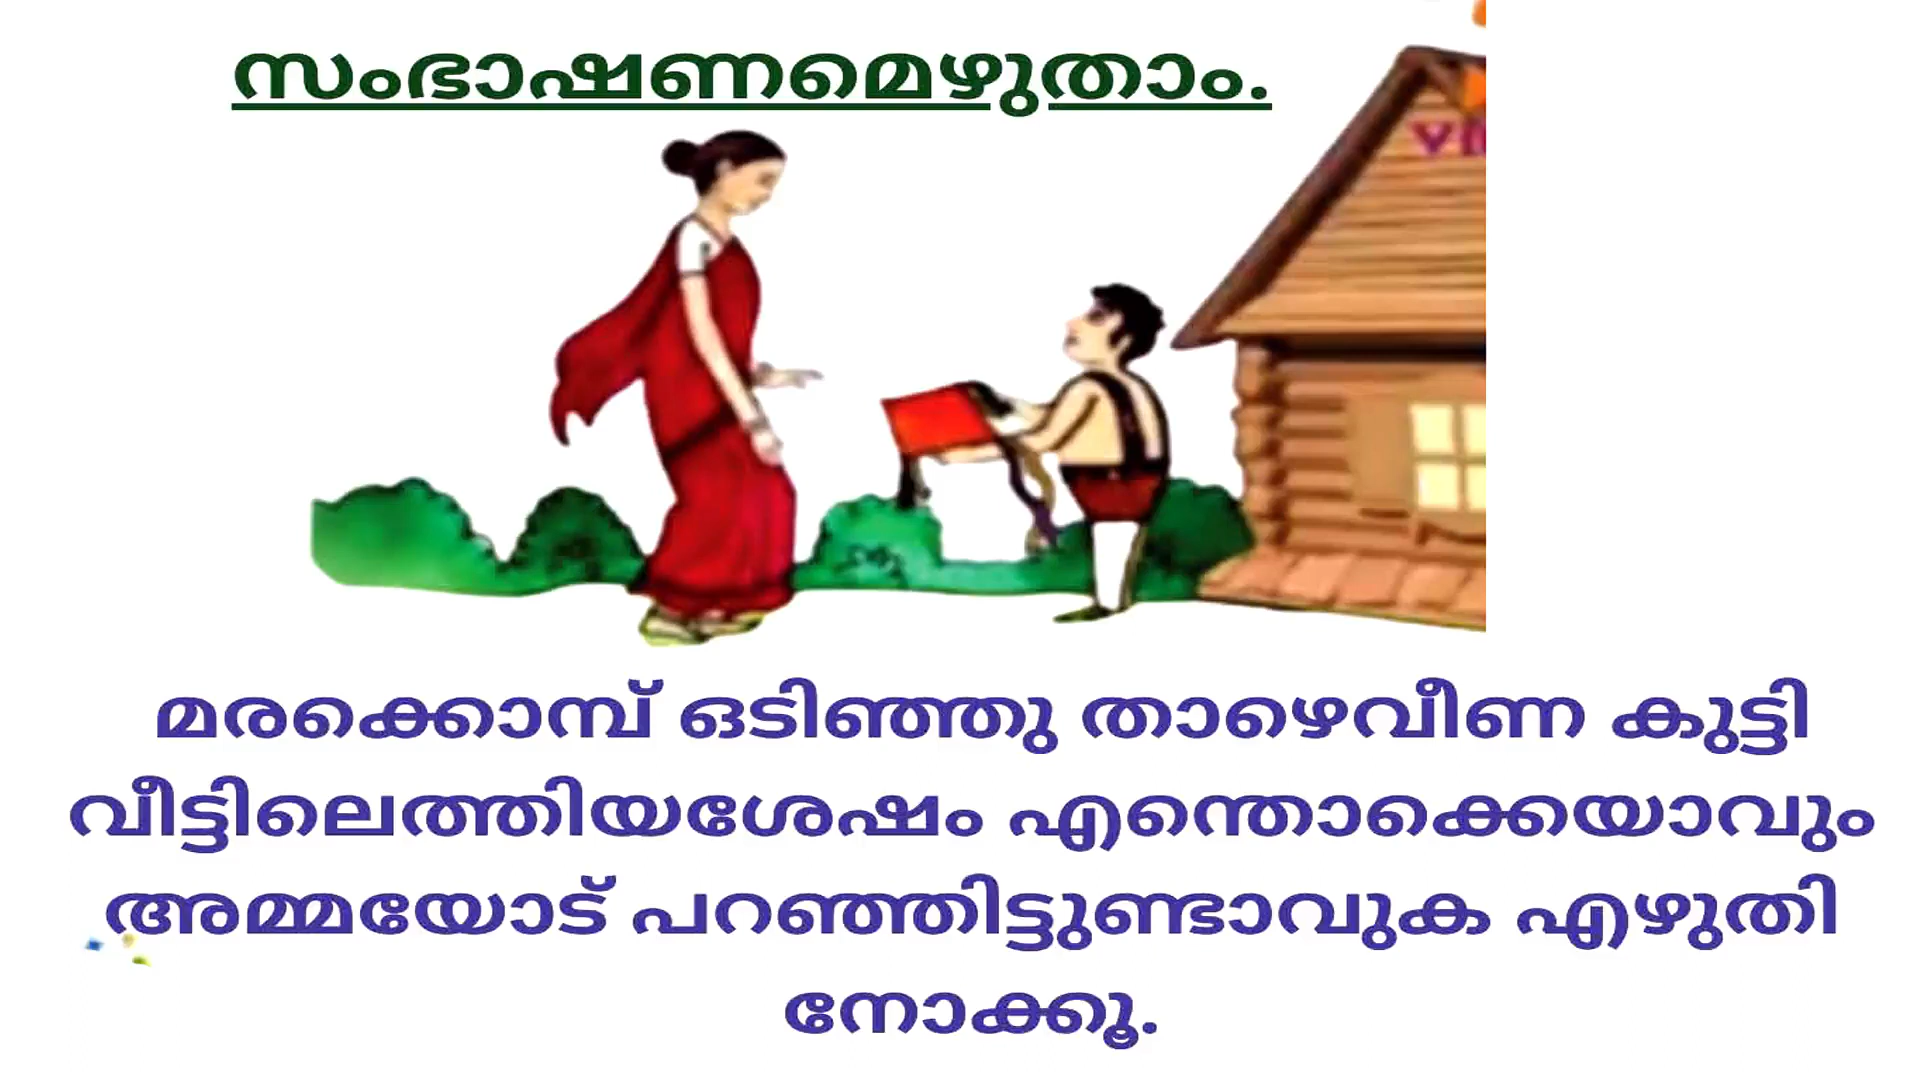 സംഭാഷണമെഴുതാം.
മരക്കൊമ്പ് ഒടിഞ്ഞു താഴെവീണ കുട്ടി
വീട്ടിലെത്തിയശേഷം എന്തൊക്കെയാവും
അമ്മയോട് പറഞ്ഞിട്ടുണ്ടാവുക എഴുതി
നോക്കൂ.